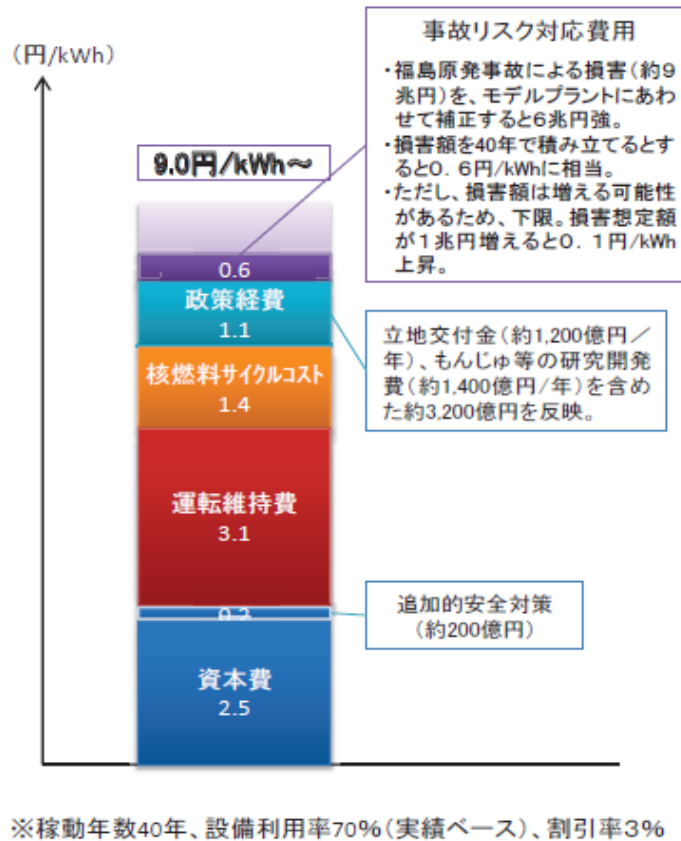 (円/kWh)
9.0円/kWh～
0.6
政策経費
1.1
核燃料サイクルコスト
1.4
運転維持費
3.1
0.2
資本費
2.5
事故リスク対応費用
・福島原発事故による損害(約9
兆円)を、モデルプラントにあわ
せて補正すると6兆円強。
・損害額を40年で積み立てるとす
ると0．6円/kWhに相当。
・ただし、損害額は増える可能性
があるため、下限。損害想定額
が1兆円増えると0．1円/kWh
上昇。
立地交付金(約1,200億円／
年)、もんじゅ等の研究開発
費(約1,400億円/年)を含め
た約3,200億円を反映。
追加的安全対策
(約200億円)
※稼動年数40年、設備利用率70%(実績ベース)、割引率3%